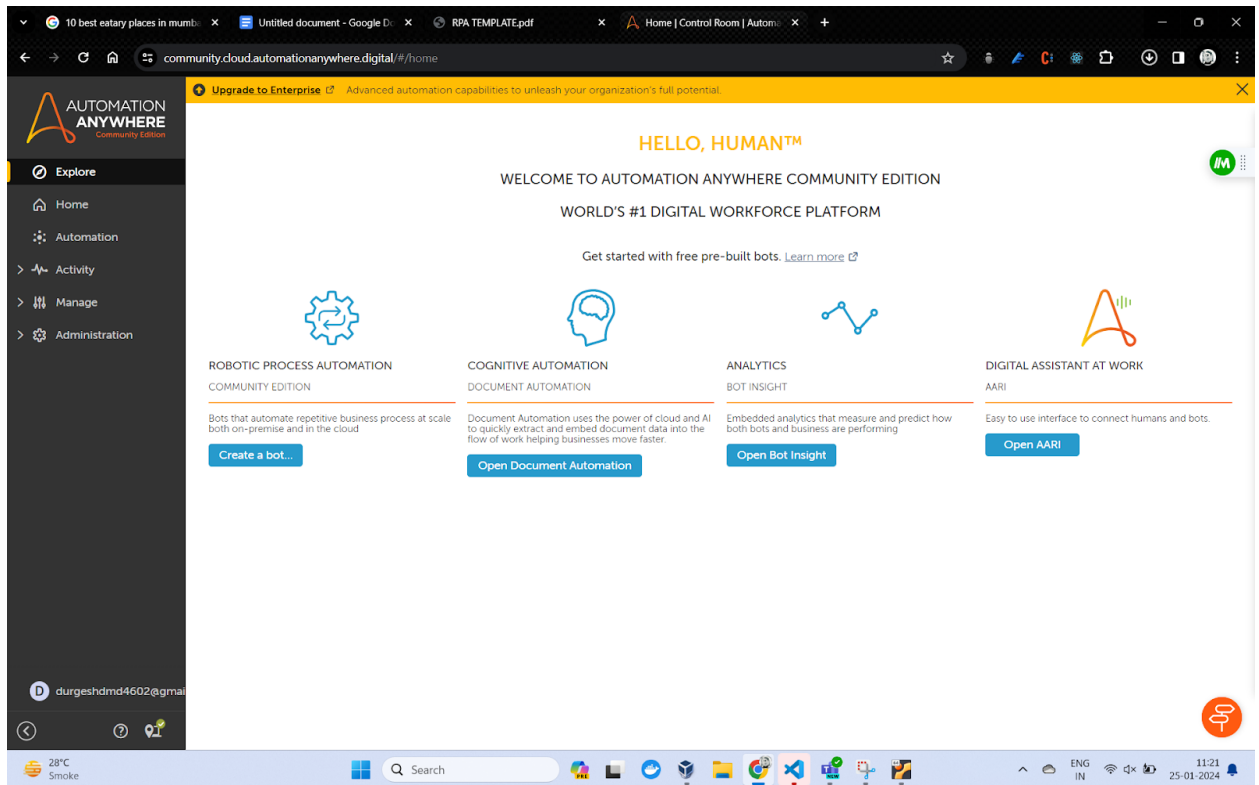 10 best eatary places in mumba
Untitled document - Google Do
RPA TEMPLATE.pdf
Home | Control Room | Automa
community.cloud.automationanywhere.digital/#/home
Upgrade to Enterprise Advanced automation capabilities to unleash your organization's full potential.
AUTOMATION
ANYWHERE
Community Edition
Explore
Home
Automation
Activity
Manage
Administration
HELLO, HUMAN™
WELCOME TO AUTOMATION ANYWHERE COMMUNITY EDITION
WORLD'S #1 DIGITAL WORKFORCE PLATFORM
Get started with free pre-built bots. Learn more
ROBOTIC PROCESS AUTOMATION
COMMUNITY EDITION
Bots that automate repetitive business process at scale
both on-premise and in the cloud
Create a bot...
COGNITIVE AUTOMATION
DOCUMENT AUTOMATION
Document Automation uses the power of cloud and AI
to quickly extract and embed document data into the
flow of work helping businesses move faster.
Open Document Automation
ANALYTICS
BOT INSIGHT
Embedded analytics that measure and predict how
both bots and business are performing
Open Bot Insight
DIGITAL ASSISTANT AT WORK
AARI
Easy to use interface to connect humans and bots.
Open AARI
D durgeshdmd4602@gmai
28°C
Smoke
Search
PRE
NEW
ENG
IN
11:21
25-01-2024